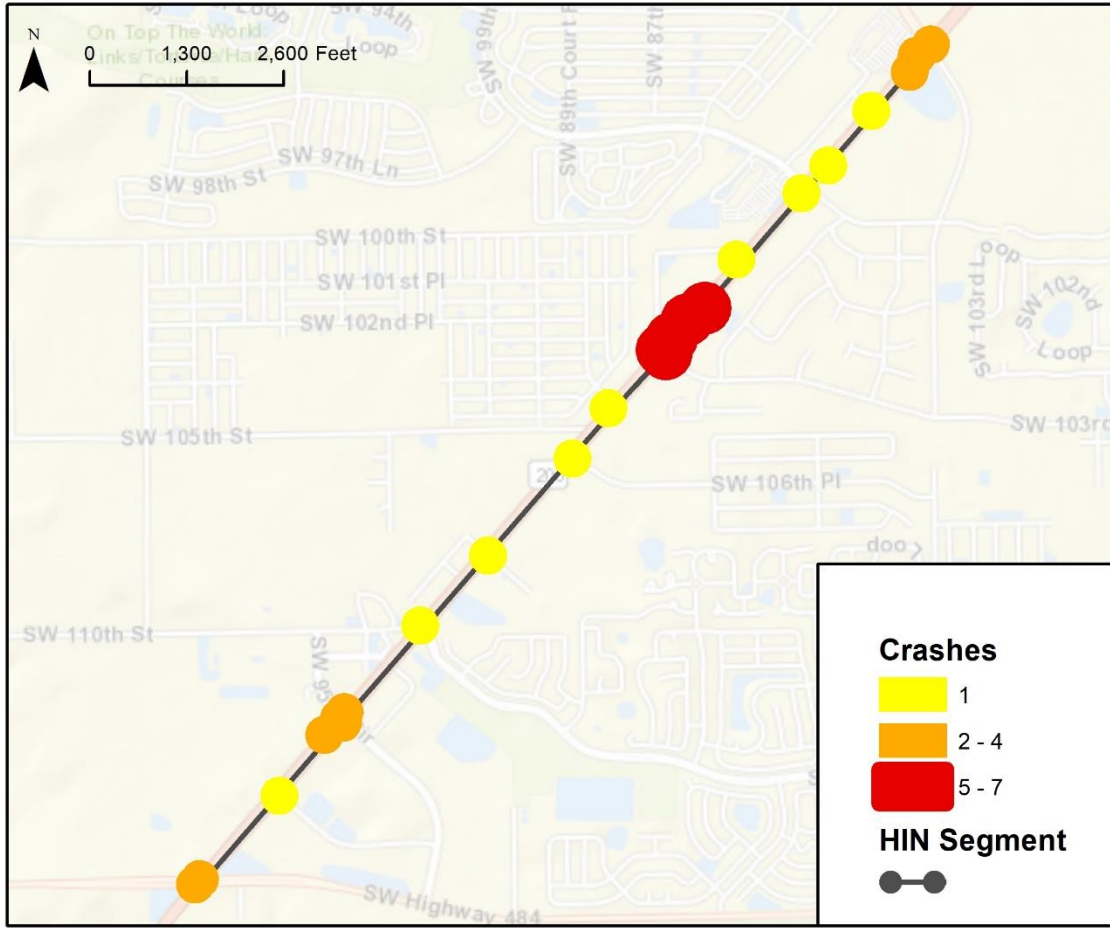 N
0 1,300 2,600 Feet
On Top The World
SW 94th
Loop
SW 99th
SW 89th Court R
SW 87th
SW 97th Ln
SW 98th St
SW 100th St
SW 101st Pl
SW 102nd Pl
SW 103rd Loop
SW 102nd
Loop
SW 105th St
SW 103rd
SW 106th Pl
SW 110th St
SW 95
ir
SW Highway 484
Crashes
1
2 - 4
5 - 7
HIN Segment